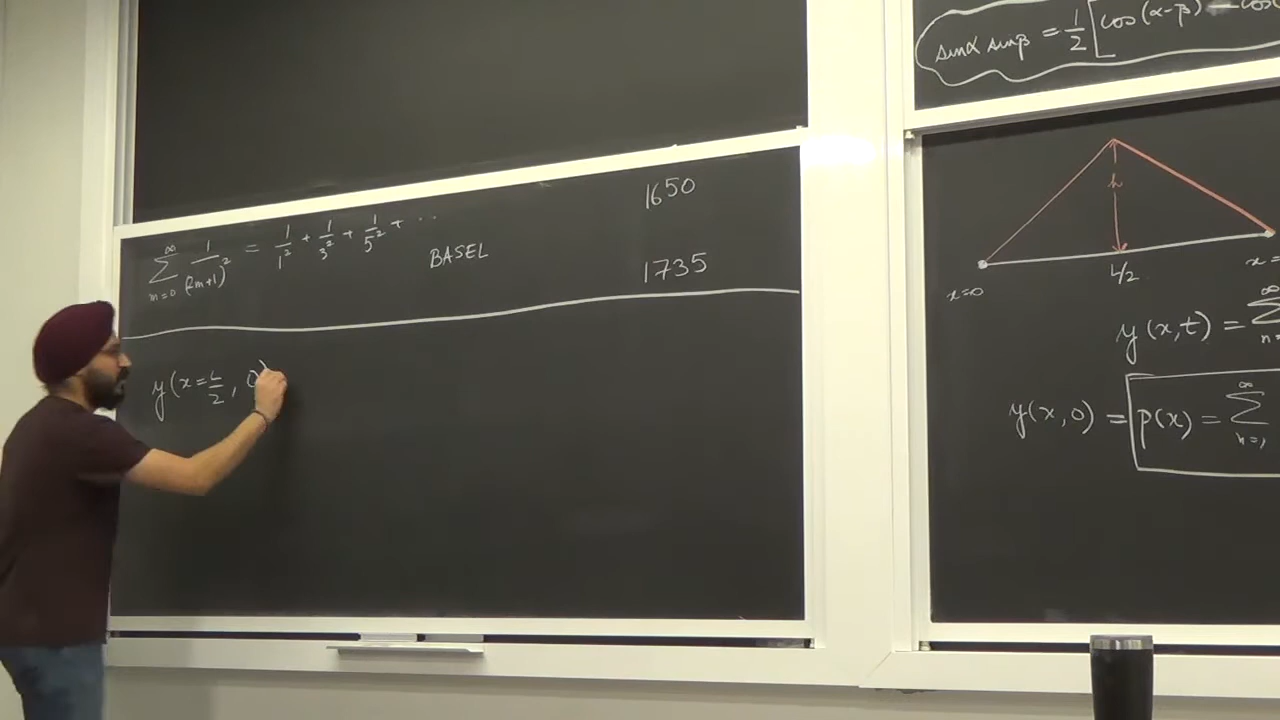 ∑_{m=0}^{∞} 1/(2m+1)² = 1/1² + 1/3² + 1/5² + ...
BASEL
1650
1735
y(x=L/2, 0)
sinα sinβ = 1/2 [cos(α-β) - cos(
h
x=0
L/2
x=
y(x,t) = ∑_{n=}^{∞}
y(x,0) = p(x) = ∑_{n=1}^{∞}